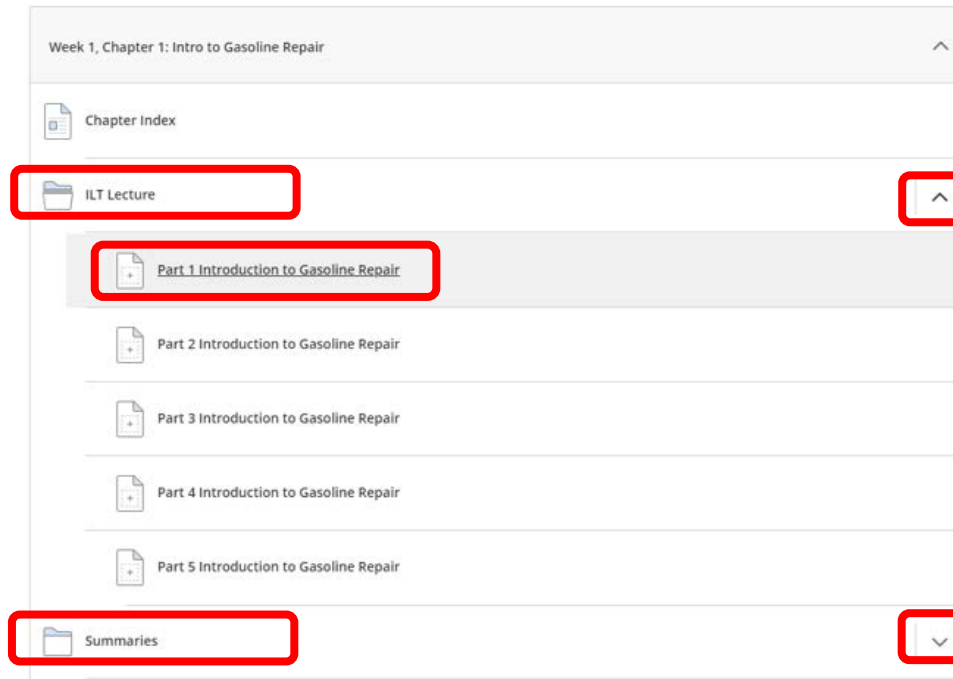 Week 1, Chapter 1: Intro to Gasoline Repair
Chapter Index
ILT Lecture
Part 1 Introduction to Gasoline Repair
Part 2 Introduction to Gasoline Repair
Part 3 Introduction to Gasoline Repair
Part 4 Introduction to Gasoline Repair
Part 5 Introduction to Gasoline Repair
Summaries